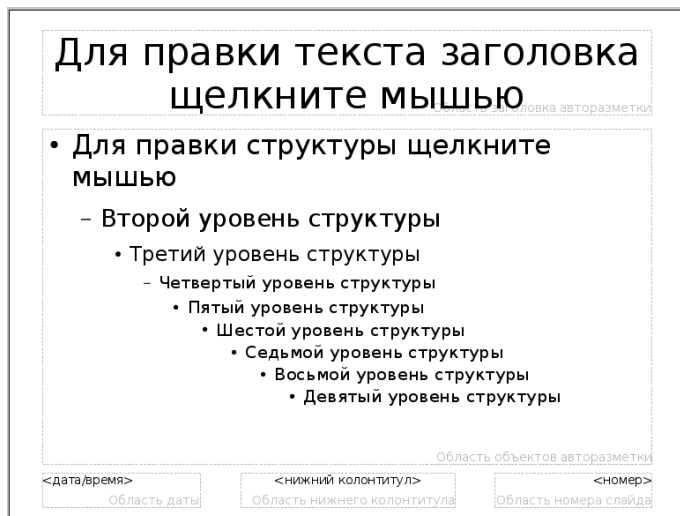 Для правки текста заголовка
щелкните мышью
Область заголовка авторазметки
• Для правки структуры щелкните
мышью
– Второй уровень структуры
• Третий уровень структуры
– Четвертый уровень структуры
• Пятый уровень структуры
• Шестой уровень структуры
• Седьмой уровень структуры
• Восьмой уровень структуры
• Девятый уровень структуры
Область объектов авторазметки
<дата/время> <нижний колонтитул> <номер>
Область даты Область нижнего колонтитула Область номера слайда